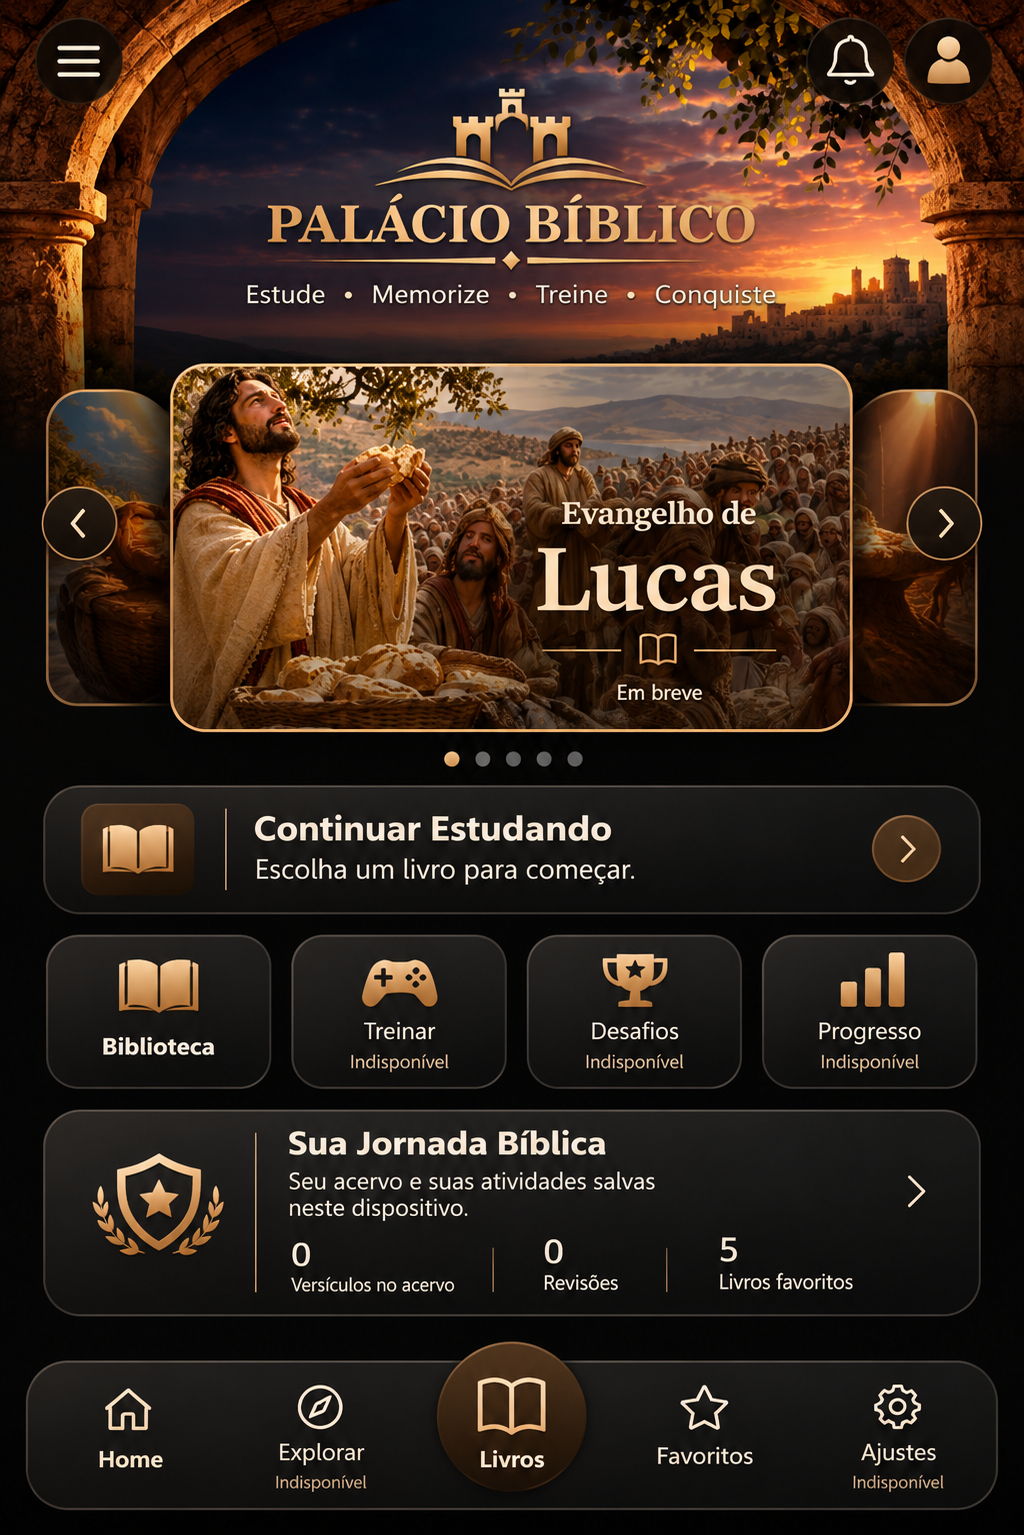 PALÁCIO BÍBLICO
Estude • Memorize • Treine • Conquiste
Evangelho de
Lucas
Em breve
Continuar Estudando
Escolha um livro para começar.
Biblioteca
Treinar
Indisponível
Desafios
Indisponível
Progresso
Indisponível
Sua Jornada Bíblica
Seu acervo e suas atividades salvas
neste dispositivo.
0
Versículos no acervo
0
Revisões
5
Livros favoritos
Home
Explorar
Indisponível
Livros
Favoritos
Ajustes
Indisponível